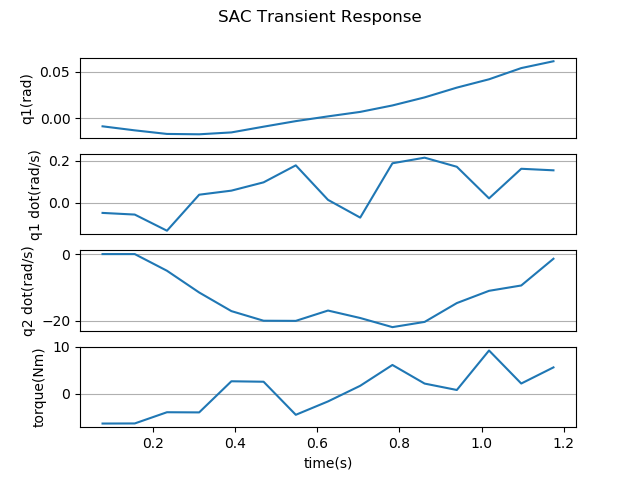 SAC Transient Response
q1(rad)
0.05
0.00
q1 dot(rad/s)
0.2
0.0
q2 dot(rad/s)
0
−20
torque(Nm)
10
0
0.2 0.4 0.6 0.8 1.0 1.2
time(s)